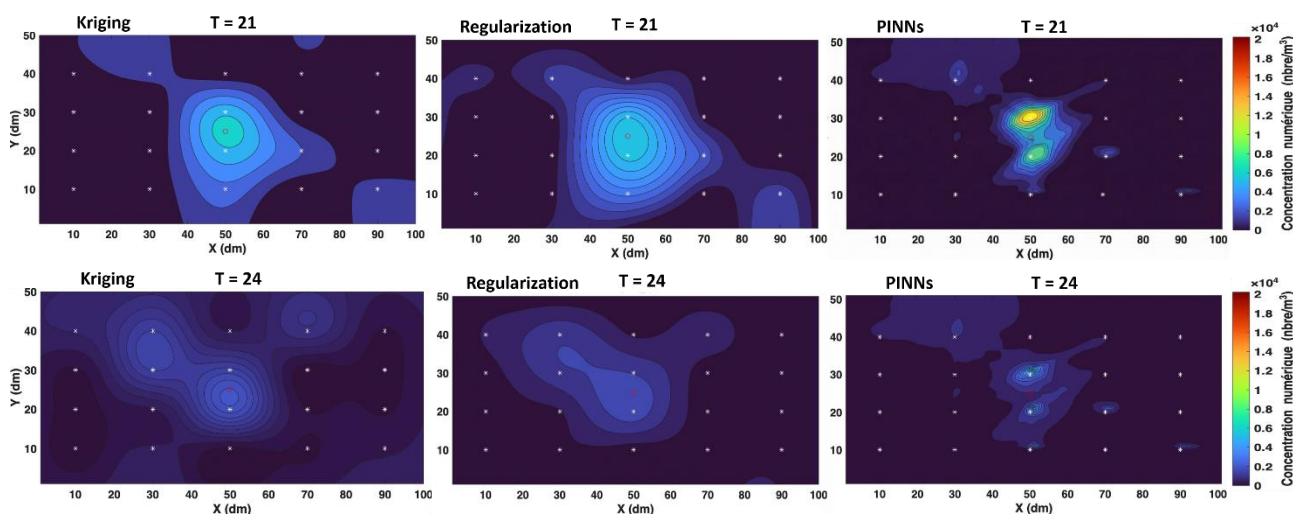 Kriging T = 21
Regularization T = 21
PINNs T = 21
50
40
30
20
10
Y (dm)
10 20 30 40 50 60 70 80 90 100
X (dm)
50
40
30
20
10
10 20 30 40 50 60 70 80 90 100
X (dm)
50
40
30
20
10
10 20 30 40 50 60 70 80 90 100
X (dm)
×10⁴
2
1.8
1.6
1.4
1.2
1
0.8
0.6
0.4
0.2
0
Concentration numérique (nbre/m³)
Kriging T = 24
Regularization T = 24
PINNs T = 24
50
40
30
20
10
Y (dm)
10 20 30 40 50 60 70 80 90 100
X (dm)
50
40
30
20
10
10 20 30 40 50 60 70 80 90 100
X (dm)
50
40
30
20
10
10 20 30 40 50 60 70 80 90 100
X (dm)
×10⁴
2
1.8
1.6
1.4
1.2
1
0.8
0.6
0.4
0.2
0
Concentration numérique (nbre/m³)